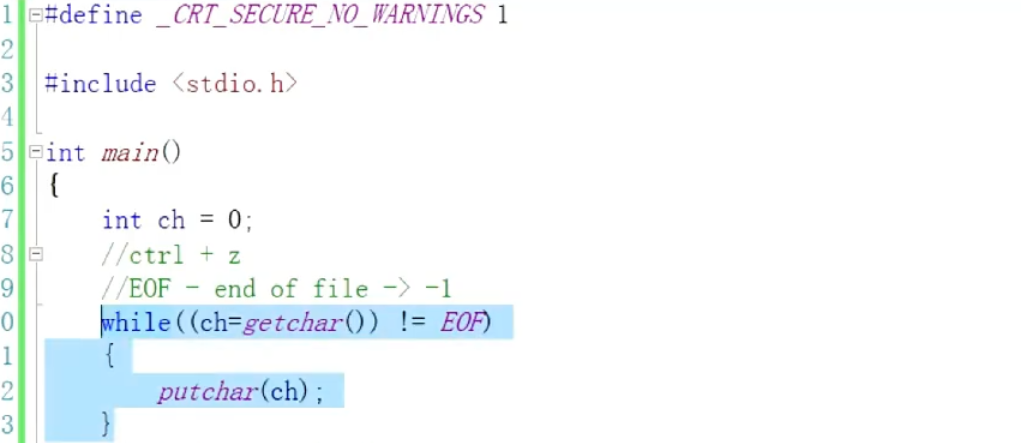 1 #define _CRT_SECURE_NO_WARNINGS 1
2
3 #include <stdio.h>
4
5 int main()
6 {
7 int ch = 0;
8 //ctrl + z
9 //EOF - end of file -> -1
0 while((ch=getchar()) != EOF)
1 {
2 putchar(ch);
3 }